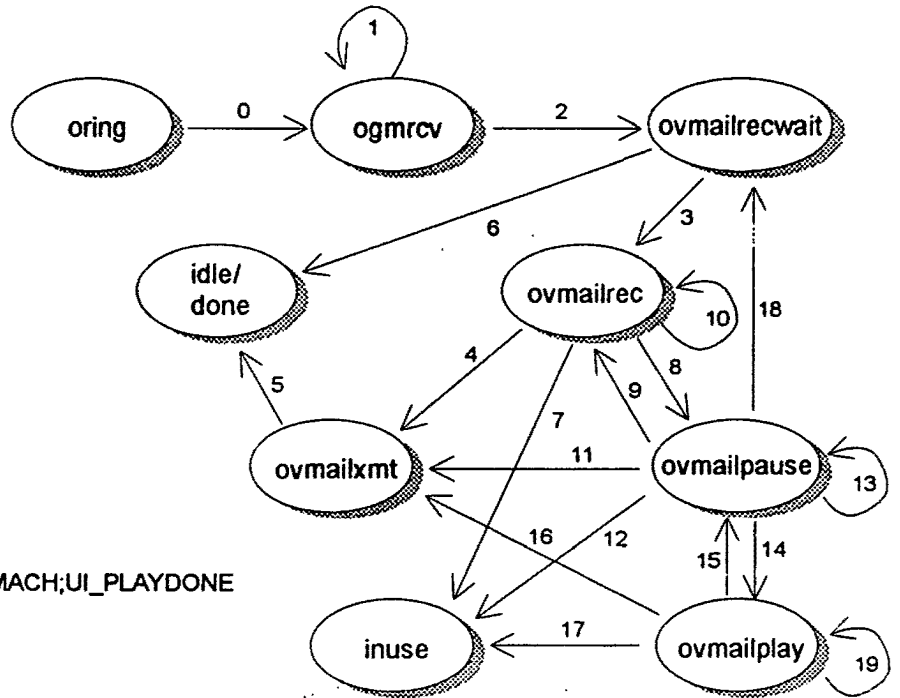 1
0
2
oring
ogmrcv
ovmailrecwait
6
3
idle/
done
ovmailrec
10
18
4
8
5
9
7
ovmailxmt
11
ovmailpause
13
16
12
15
14
MACH;UI_PLAYDONE
inuse
17
ovmailplay
19